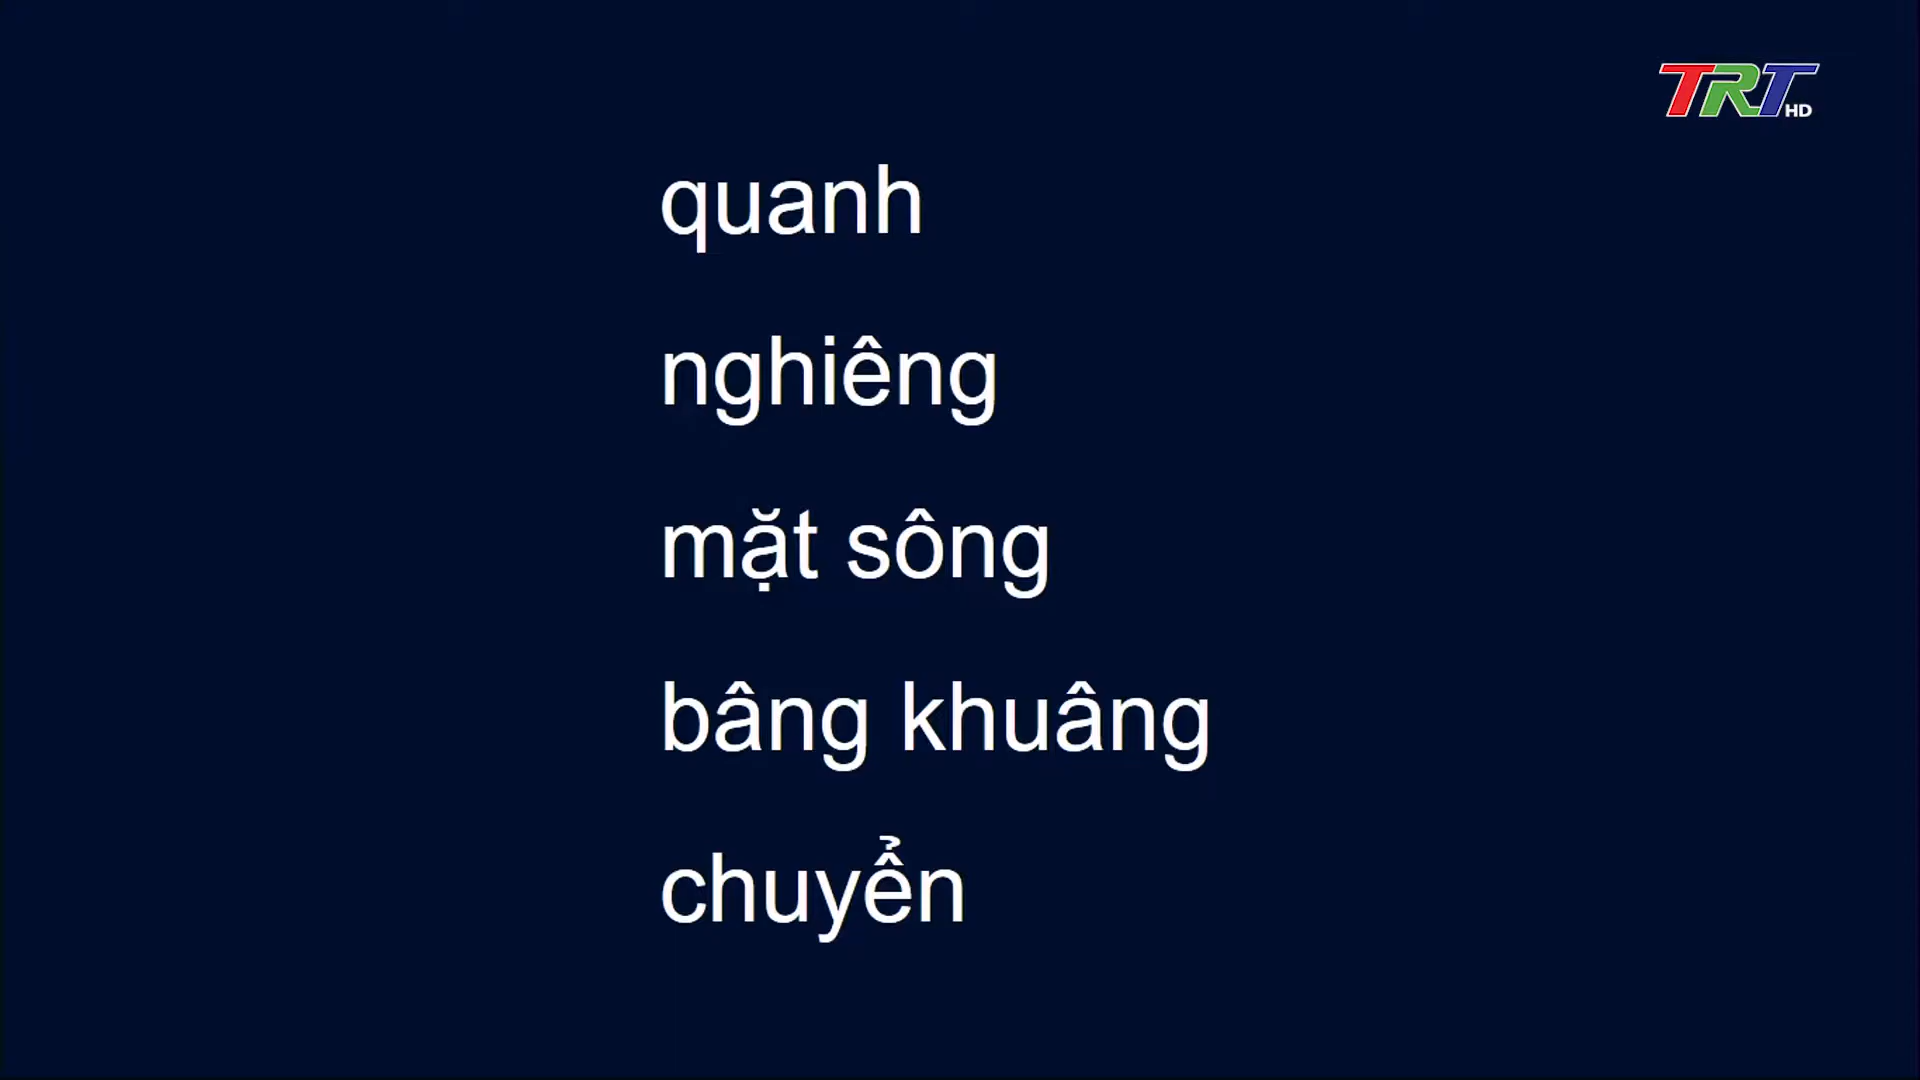 TRT HD
quanh
nghiêng
mặt sông
bâng khuâng
chuyển